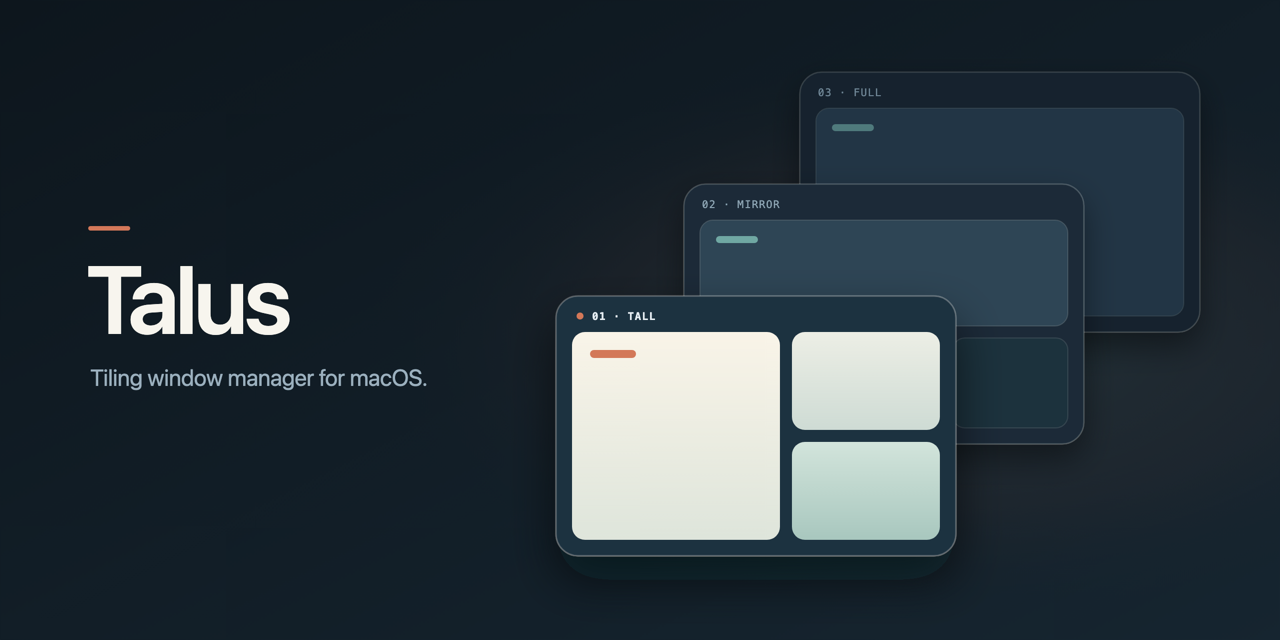 Talus
Tiling window manager for macOS.
03 · FULL
02 · MIRROR
01 · TALL